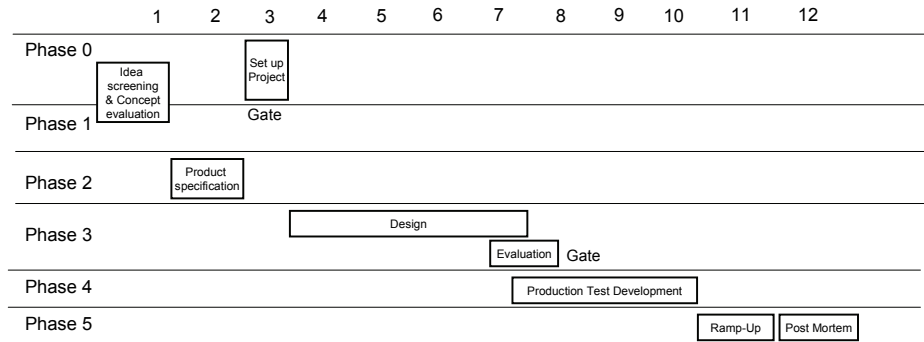 1 2 3 4 5 6 7 8 9 10 11 12
Phase 0
Idea
screening
& Concept
evaluation
Set up
Project
Gate
Phase 1
Phase 2
Product
specification
Phase 3
Design
Evaluation
Gate
Phase 4
Production Test Development
Phase 5
Ramp-Up
Post Mortem